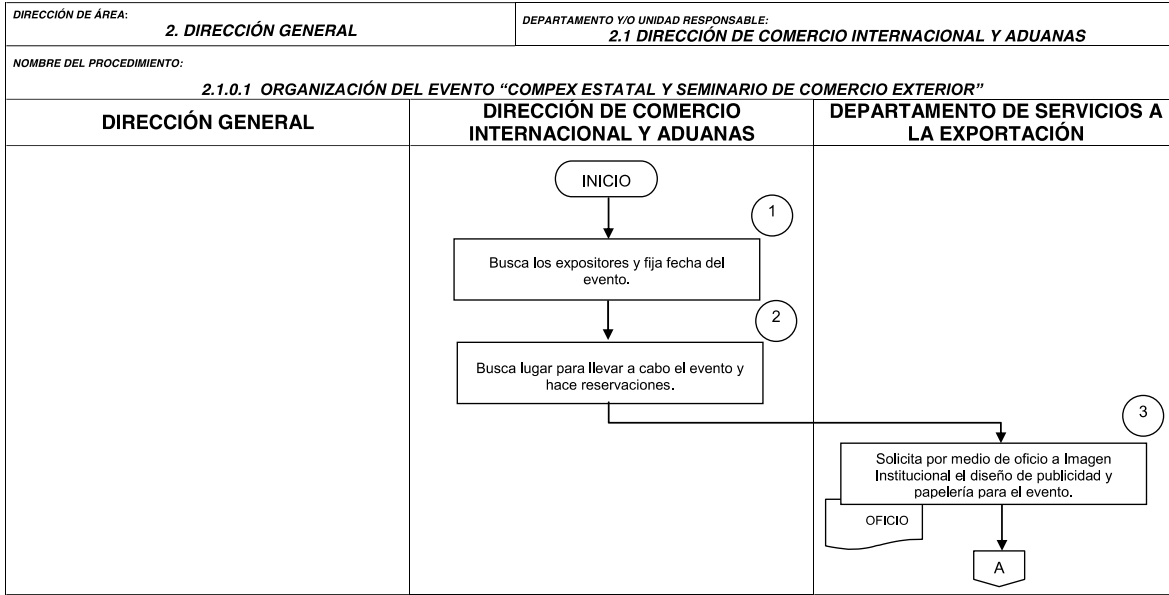 DIRECCIÓN DE ÁREA:
2. DIRECCIÓN GENERAL
DEPARTAMENTO Y/O UNIDAD RESPONSABLE:
2.1 DIRECCIÓN DE COMERCIO INTERNACIONAL Y ADUANAS
NOMBRE DEL PROCEDIMIENTO:
2.1.0.1 ORGANIZACIÓN DEL EVENTO “COMPEX ESTATAL Y SEMINARIO DE COMERCIO EXTERIOR”
DIRECCIÓN GENERAL
DIRECCIÓN DE COMERCIO
INTERNACIONAL Y ADUANAS
DEPARTAMENTO DE SERVICIOS A
LA EXPORTACIÓN
INICIO
1
Busca los expositores y fija fecha del
evento.
2
Busca lugar para llevar a cabo el evento y
hace reservaciones.
3
Solicita por medio de oficio a Imagen
Institucional el diseño de publicidad y
papelería para el evento.
OFICIO
A